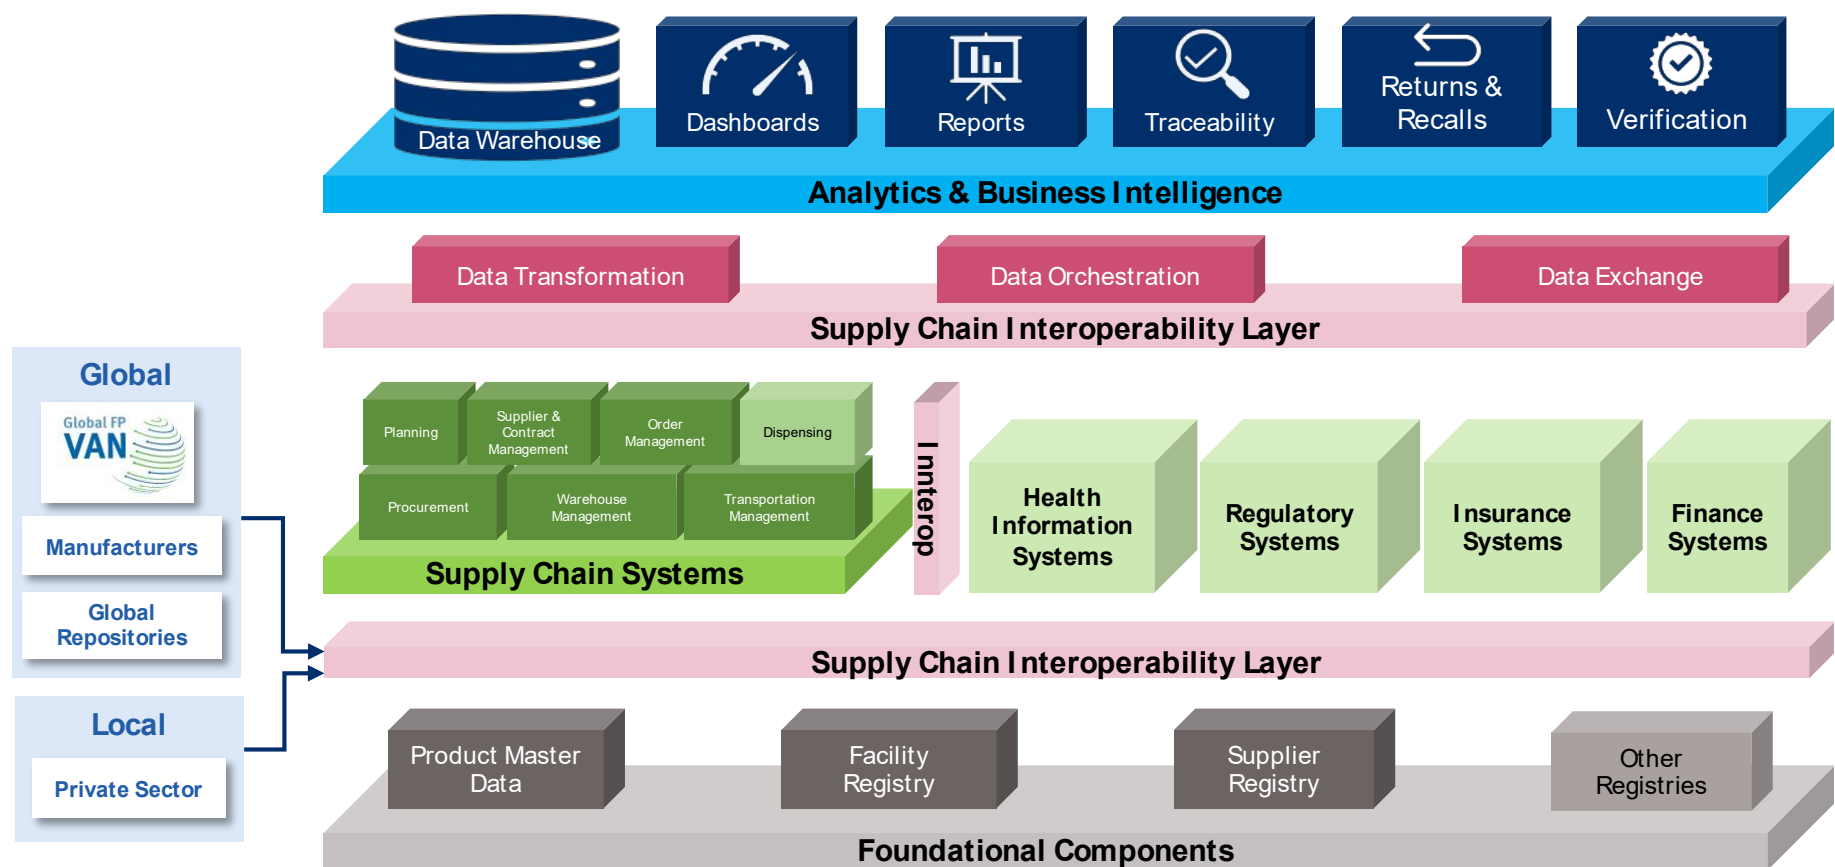 Data Warehouse
Dashboards
Reports
Traceability
Returns &
Recalls
Verification
Analytics & Business Intelligence
Data Transformation
Data Orchestration
Data Exchange
Supply Chain Interoperability Layer
Global
Global FP
VAN
Manufacturers
Global
Repositories
Local
Private Sector
Planning
Supplier &
Contract
Management
Order
Management
Dispensing
Procurement
Warehouse
Management
Transportation
Management
Supply Chain Systems
Innterop
Health
Information
Systems
Regulatory
Systems
Insurance
Systems
Finance
Systems
Supply Chain Interoperability Layer
Product Master
Data
Facility
Registry
Supplier
Registry
Other
Registries
Foundational Components